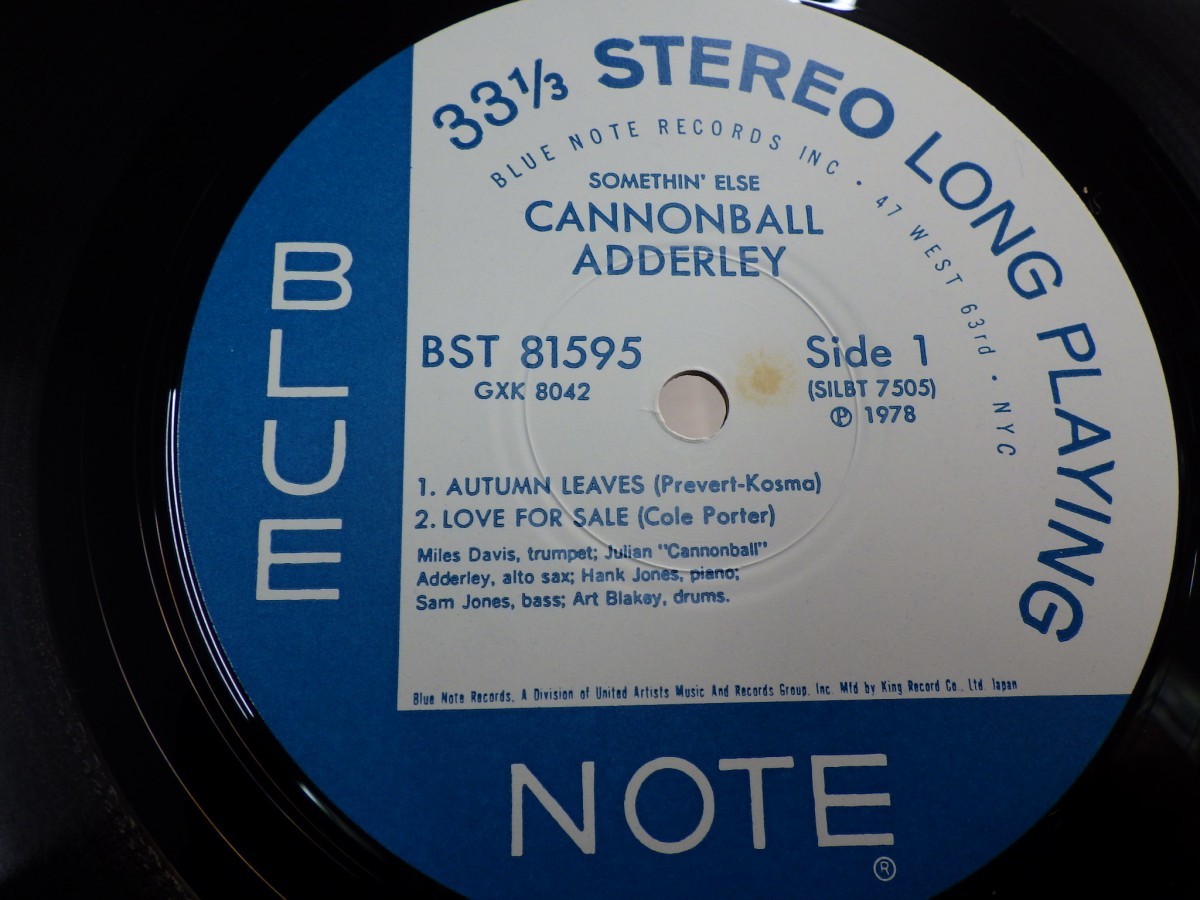 33⅓ STEREO LONG PLAYING
BLUE NOTE RECORDS INC • 47 WEST 63rd • NYC
SOMETHIN' ELSE
CANNONBALL
ADDERLEY
BST 81595
GXK 8042
Side 1
(SILBT 7505)
Ⓟ 1978
1. AUTUMN LEAVES (Prevert-Kosma)
2. LOVE FOR SALE (Cole Porter)
Miles Davis, trumpet; Julian "Cannonball"
Adderley, alto sax; Hank Jones, piano;
Sam Jones, bass; Art Blakey, drums.
Blue Note Records, A Division of United Artists Music And Records Group, Inc. Mfd by King Record Co., Ltd. Japan
BLUE
NOTE®